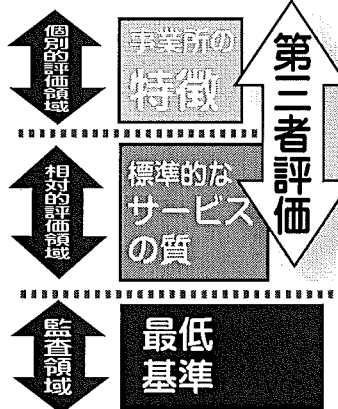 個別的評価領域
事業所の
特徴
第三者評価
相対的評価領域
標準的な
サービス
の質
監査領域
最低
基準